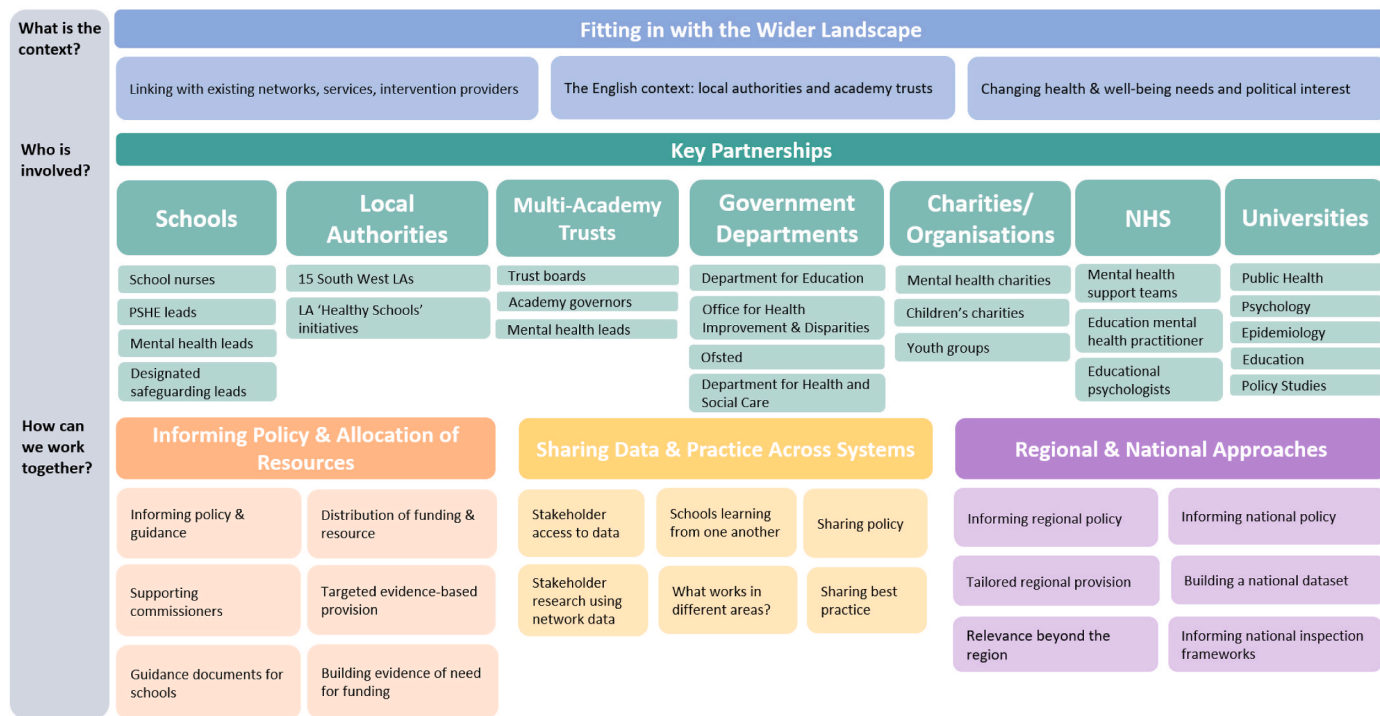 What is the
context?
Fitting in with the Wider Landscape
Linking with existing networks, services, intervention providers
The English context: local authorities and academy trusts
Changing health & well-being needs and political interest
Who is
involved?
Key Partnerships
Schools
School nurses
PSHE leads
Mental health leads
Designated
safeguarding leads
Local
Authorities
15 South West LAs
LA ‘Healthy Schools’
initiatives
Multi-Academy
Trusts
Trust boards
Academy governors
Mental health leads
Government
Departments
Department for Education
Office for Health
Improvement & Disparities
Ofsted
Department for Health and
Social Care
Charities/
Organisations
Mental health charities
Children’s charities
Youth groups
NHS
Mental health
support teams
Education mental
health practitioner
Educational
psychologists
Universities
Public Health
Psychology
Epidemiology
Education
Policy Studies
How can
we work
together?
Informing Policy & Allocation of
Resources
Informing policy &
guidance
Distribution of funding &
resource
Supporting
commissioners
Targeted evidence-based
provision
Guidance documents for
schools
Building evidence of need
for funding
Sharing Data & Practice Across Systems
Stakeholder
access to data
Schools learning
from one another
Sharing policy
Stakeholder
research using
network data
What works in
different areas?
Sharing best
practice
Regional & National Approaches
Informing regional policy
Informing national policy
Tailored regional provision
Building a national dataset
Relevance beyond the
region
Informing national inspection
frameworks